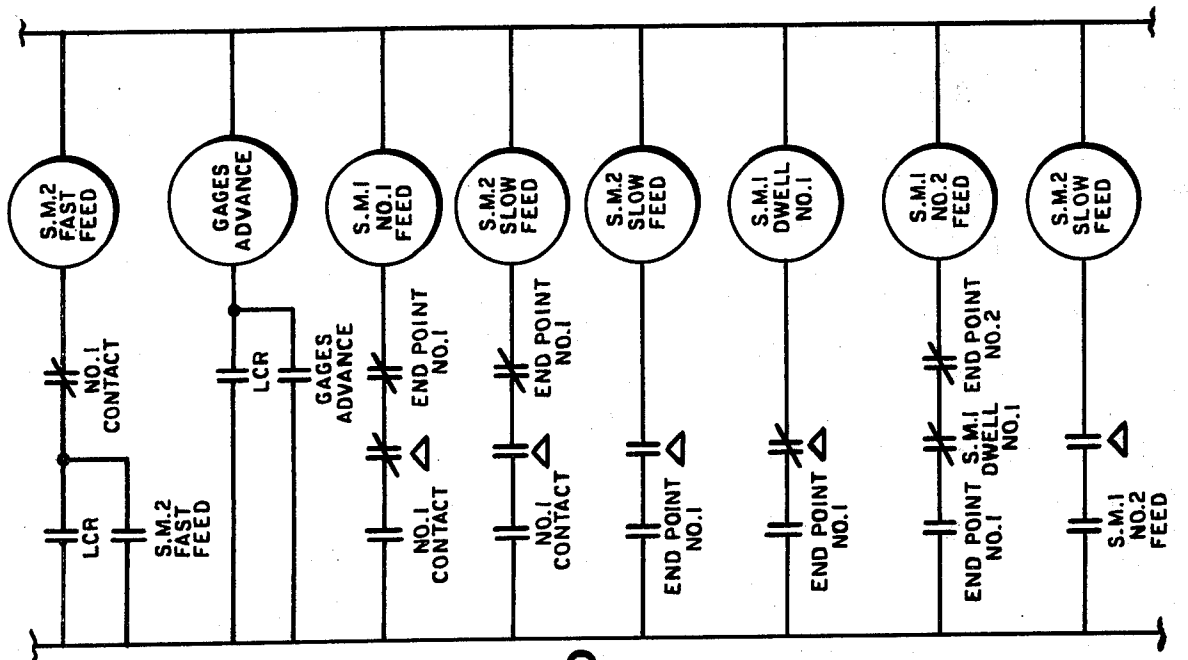 LCR
S.M.2
FAST
FEED
NO.1
CONTACT
S.M.2
FAST
FEED
LCR
GAGES
ADVANCE
GAGES
ADVANCE
NO.1
CONTACT
END POINT
NO.1
S.M.1
NO.1
FEED
NO.1
CONTACT
END POINT
NO.1
S.M.2
SLOW
FEED
END POINT
NO.1
S.M.2
SLOW
FEED
END POINT
NO.1
S.M.1
DWELL
NO.1
END POINT
NO.1
S.M.1
DWELL
NO.1
END POINT
NO.2
S.M.1
NO.2
FEED
S.M.1
NO.2
FEED
S.M.2
SLOW
FEED